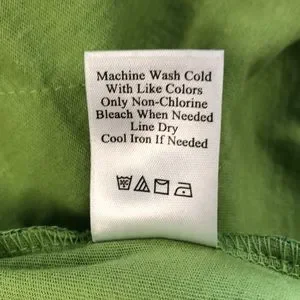 Machine Wash Cold
With Like Colors
Only Non-Chlorine
Bleach When Needed
Line Dry
Cool Iron If Needed